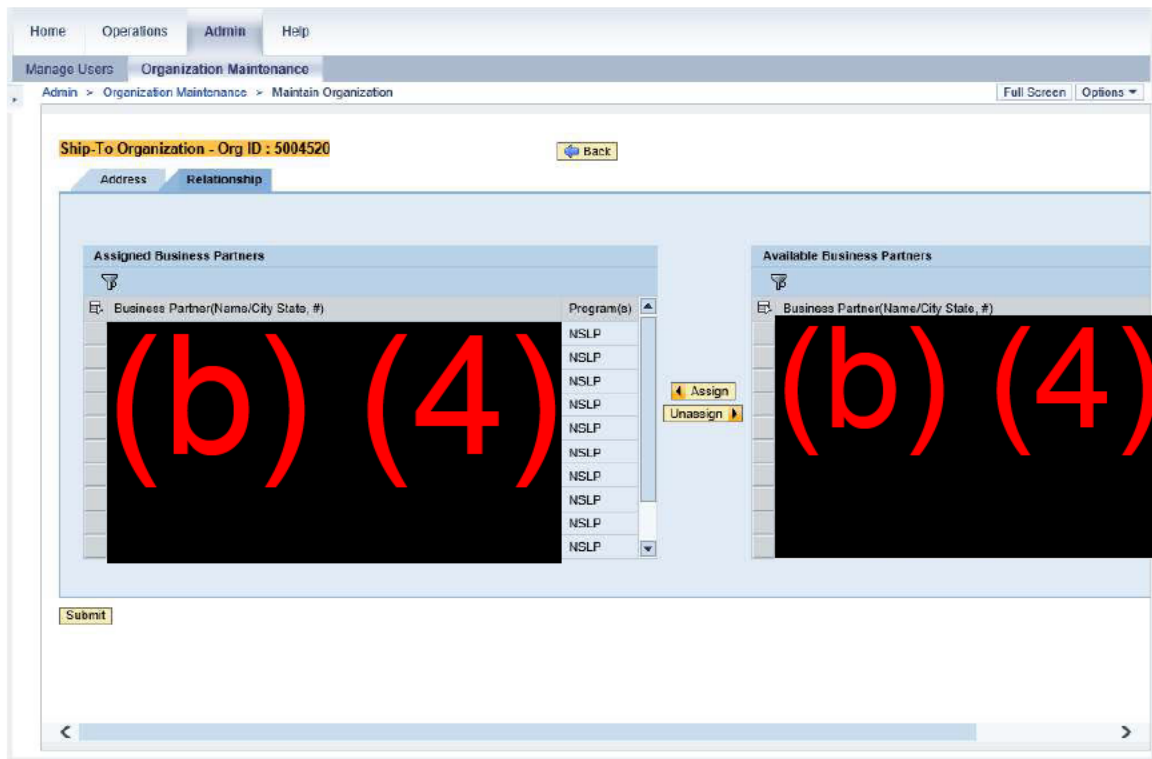 Home Operations Admin Help
Manage Users Organization Maintenance
Admin > Organization Maintenance > Maintain Organization Full Screen Options
Ship-To Organization - Org ID : 5004520 Back
Address Relationship
Assigned Business Partners Available Business Partners
Business Partner(Name/City State, #) Program(s) Business Partner(Name/City State, #)
(b) (4) (b) (4)
NSLP
NSLP
NSLP
Assign
NSLP
Unassign
NSLP
NSLP
NSLP
NSLP
NSLP
NSLP
Submit